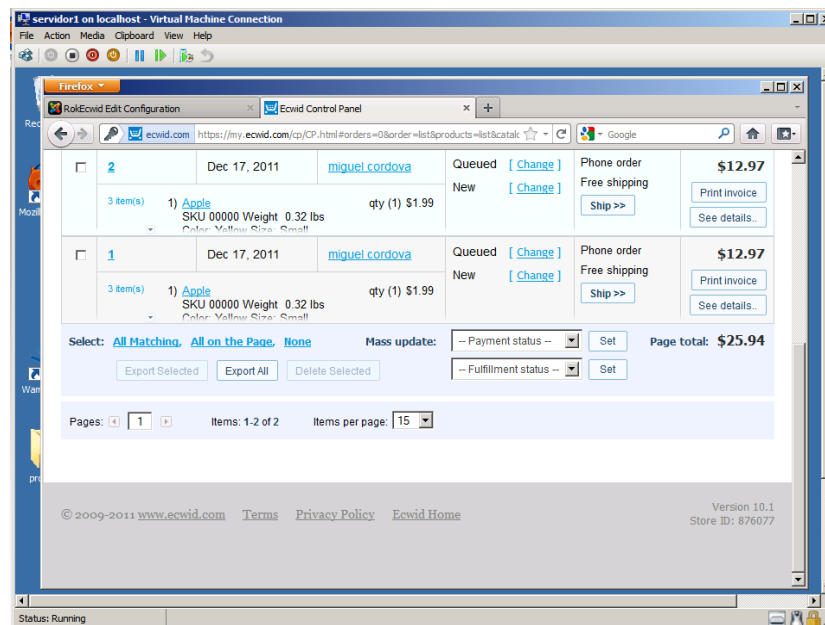 servidor1 on localhost - Virtual Machine Connection
File Action Media Clipboard View Help
Firefox
RokEcwid Edit Configuration
Ecwid Control Panel
ecwid.com https://my.ecwid.com/cp/CP.html#orders=0&order=list&products=list&catalc
Google
2 Dec 17, 2011 miguel cordova Queued [ Change ] Phone order $12.97
New [ Change ] Free shipping
Ship >> Print invoice
3 item(s) 1) Apple qty (1) $1.99 See details..
SKU 00000 Weight 0.32 lbs
Color: Yellow Size: Small
1 Dec 17, 2011 miguel cordova Queued [ Change ] Phone order $12.97
New [ Change ] Free shipping
Ship >> Print invoice
3 item(s) 1) Apple qty (1) $1.99 See details..
SKU 00000 Weight 0.32 lbs
Color: Yellow Size: Small
Select: All Matching, All on the Page, None Mass update: -- Payment status -- Set Page total: $25.94
Export Selected Export All Delete Selected -- Fulfillment status -- Set
Pages: 1 Items: 1-2 of 2 Items per page: 15
© 2009-2011 www.ecwid.com Terms Privacy Policy Ecwid Home
Version 10.1
Store ID: 876077
Status: Running